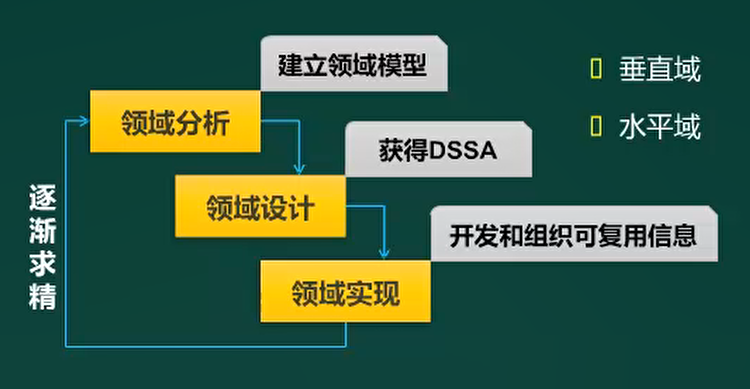 建立领域模型
垂直域
领域分析
水平域
获得DSSA
逐渐求精
领域设计
开发和组织可复用信息
领域实现